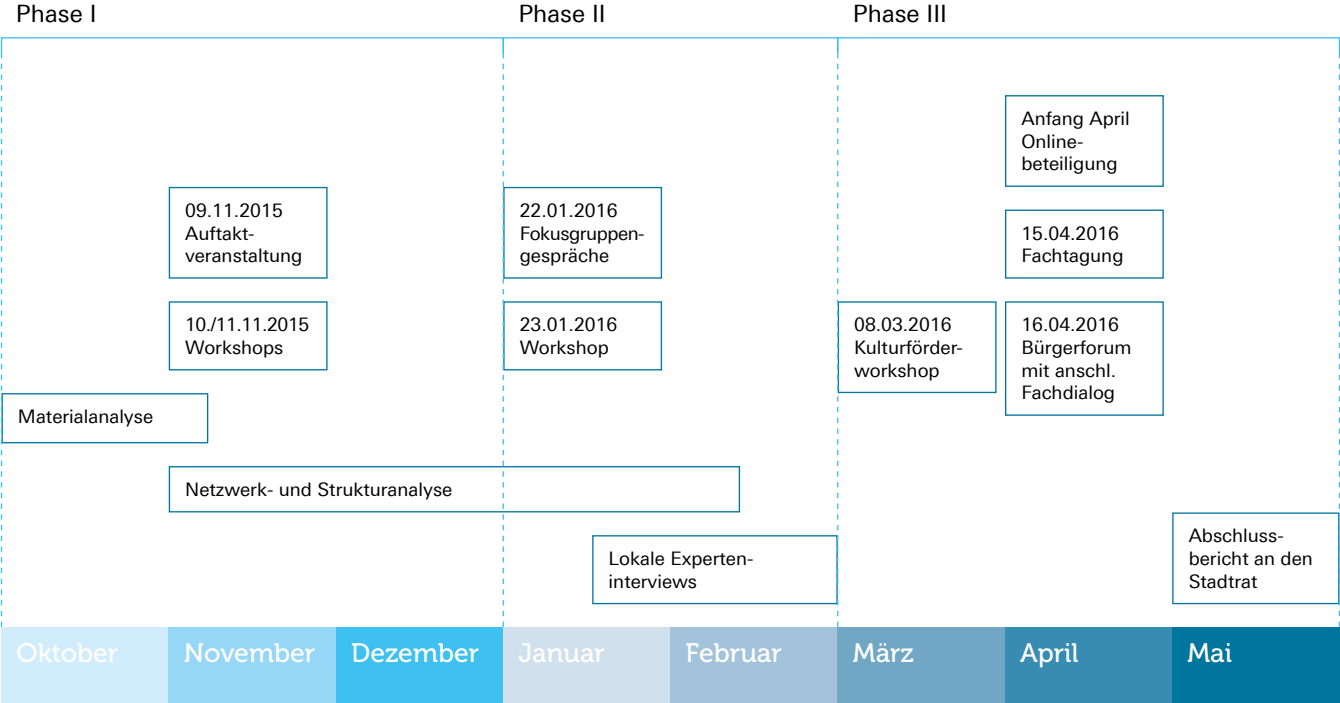 Phase I
Phase II
Phase III
Anfang April
Online-
beteiligung
09.11.2015
Auftakt-
veranstaltung
22.01.2016
Fokusgruppen-
gespräche
15.04.2016
Fachtagung
10./11.11.2015
Workshops
23.01.2016
Workshop
08.03.2016
Kulturförder-
workshop
16.04.2016
Bürgerforum
mit anschl.
Fachdialog
Materialanalyse
Netzwerk- und Strukturanalyse
Lokale Experten-
interviews
Abschluss-
bericht an den
Stadtrat
Oktober
November
Dezember
Januar
Februar
März
April
Mai